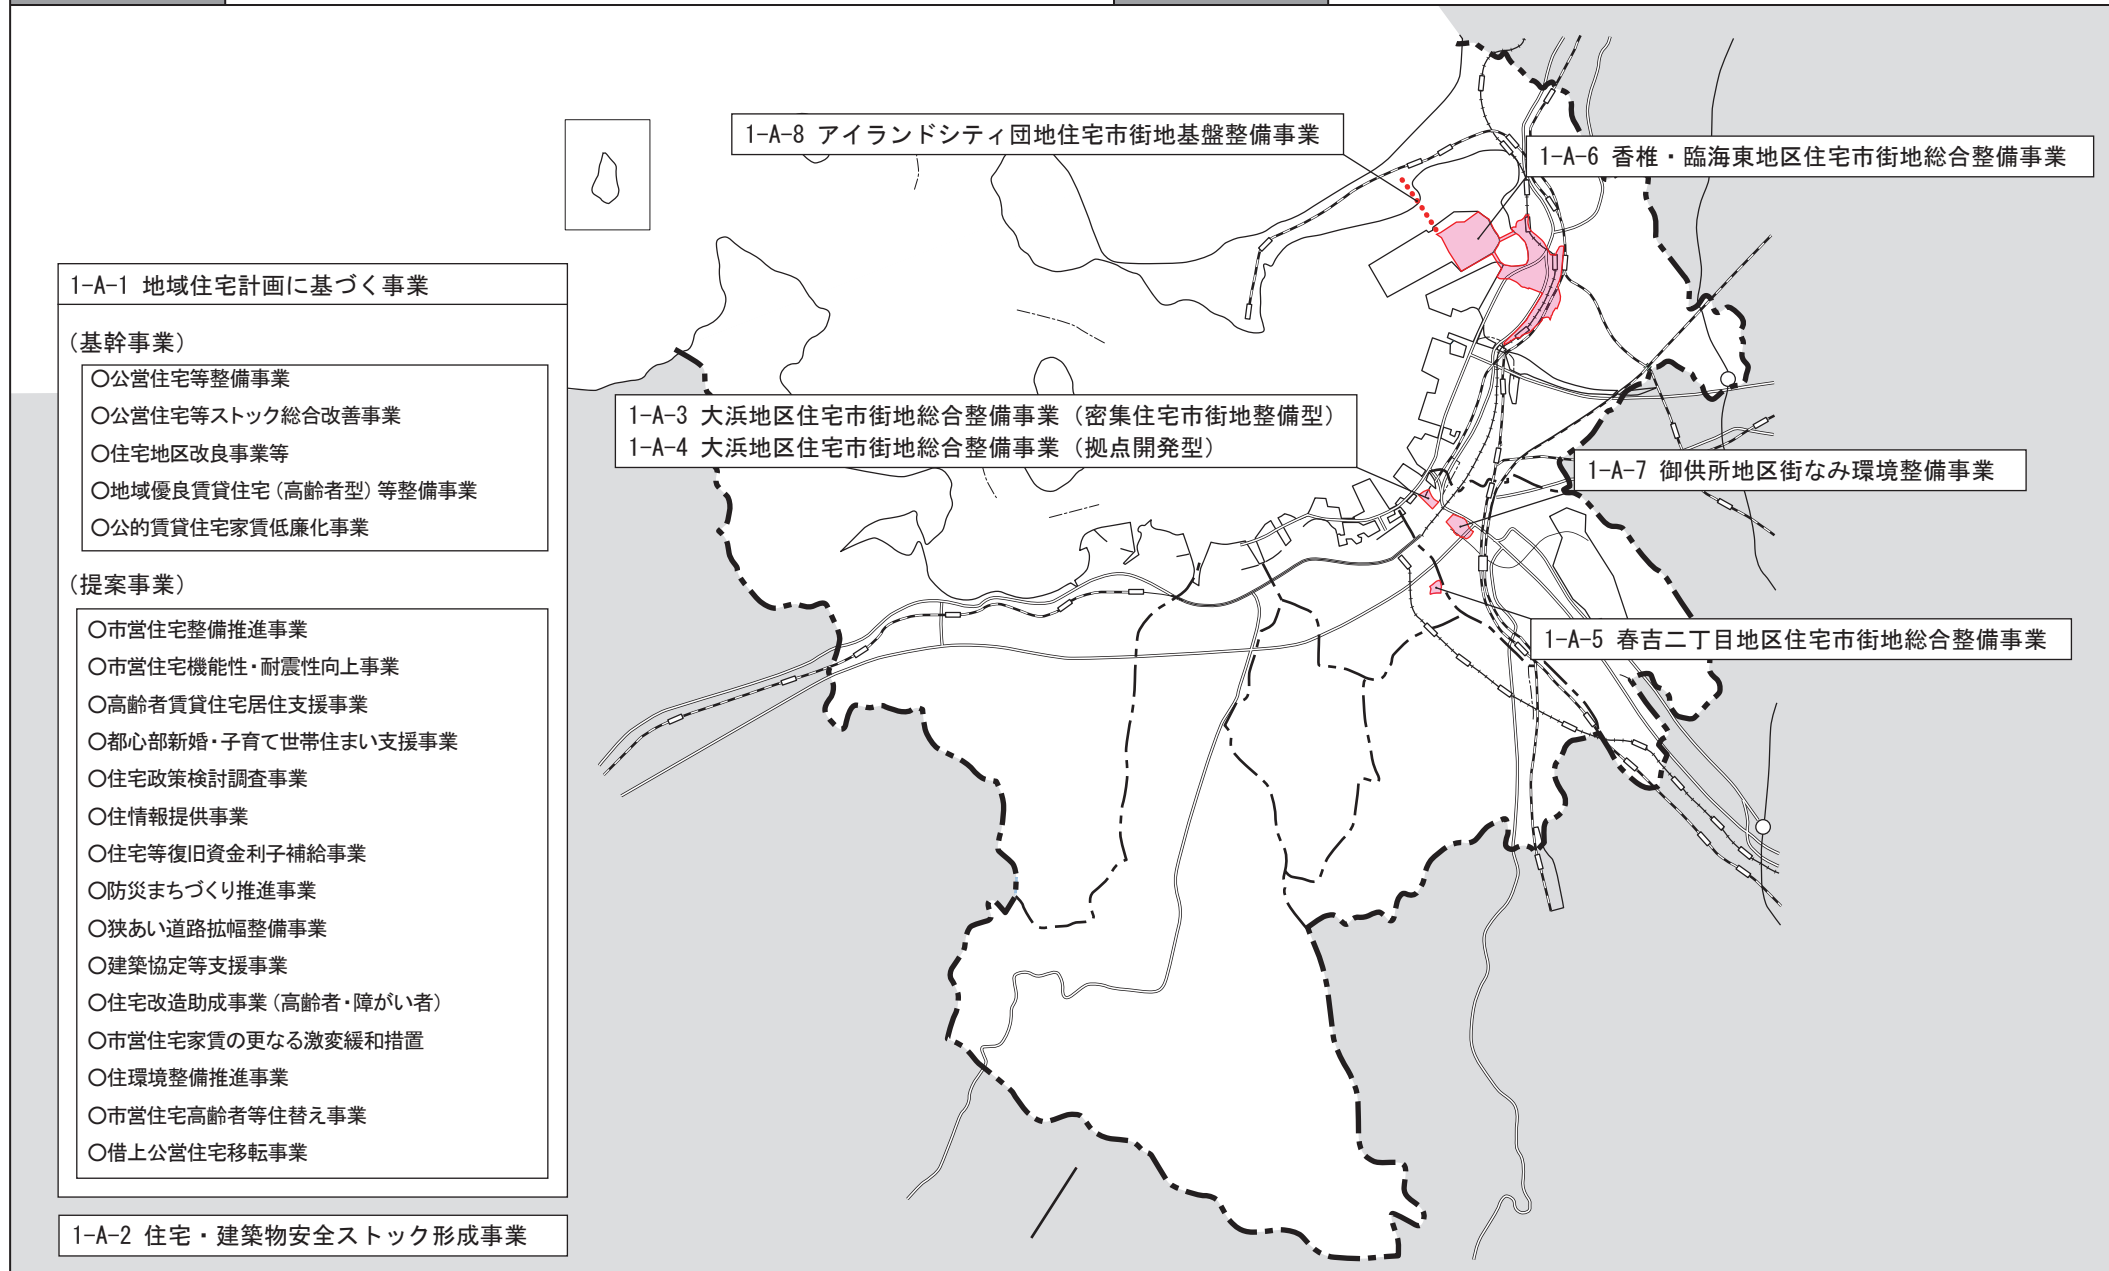 1-A-8 アイランドシティ団地住宅市街地基盤整備事業
1-A-6 香椎・臨海東地区住宅市街地総合整備事業
1-A-1 地域住宅計画に基づく事業
(基幹事業)
○公営住宅等整備事業
○公営住宅等ストック総合改善事業
○住宅地区改良事業等
○地域優良賃貸住宅(高齢者型)等整備事業
○公的賃貸住宅家賃低廉化事業
(提案事業)
○市営住宅整備推進事業
○市営住宅機能性・耐震性向上事業
○高齢者賃貸住宅居住支援事業
○都心部新婚・子育て世帯住まい支援事業
○住宅政策検討調査事業
○住情報提供事業
○住宅等復旧資金利子補給事業
○防災まちづくり推進事業
○狭あい道路拡幅整備事業
○建築協定等支援事業
○住宅改造助成事業(高齢者・障がい者)
○市営住宅家賃の更なる激変緩和措置
○住環境整備推進事業
○市営住宅高齢者等住替え事業
○借上公営住宅移転事業
1-A-2 住宅・建築物安全ストック形成事業
1-A-3 大浜地区住宅市街地総合整備事業(密集住宅市街地整備型)
1-A-4 大浜地区住宅市街地総合整備事業(拠点開発型)
1-A-7 御供所地区街なみ環境整備事業
1-A-5 春吉二丁目地区住宅市街地総合整備事業